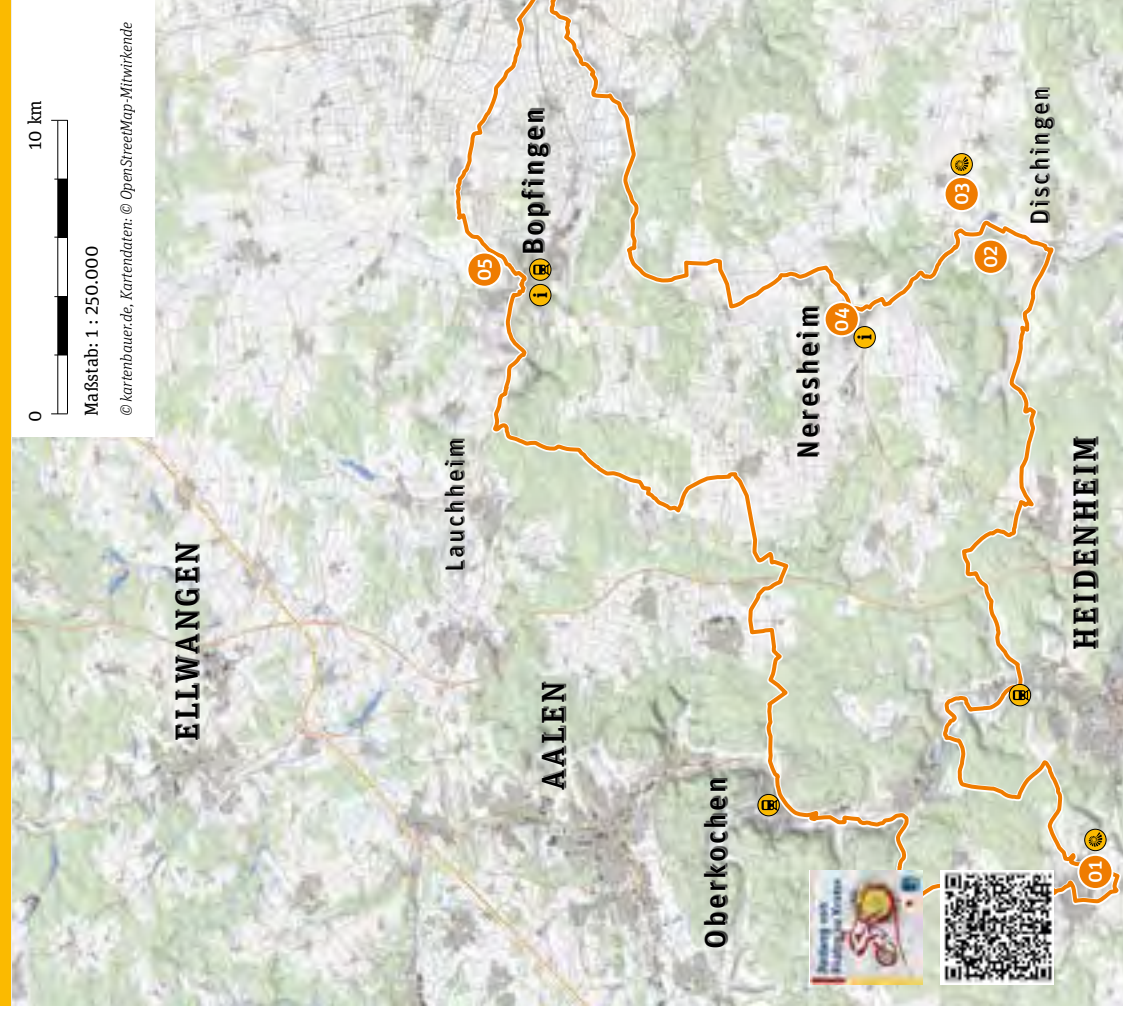 0 10 km
Maßstab: 1 : 250.000
© kartenbauer.de, Kartendaten: © OpenStreetMap-Mitwirkende
ELLWANGEN
Lauchheim
05
Bopfingen
i
AALEN
Oberkochen
Neresheim
04
i
03
02
Dischingen
HEIDENHEIM
01